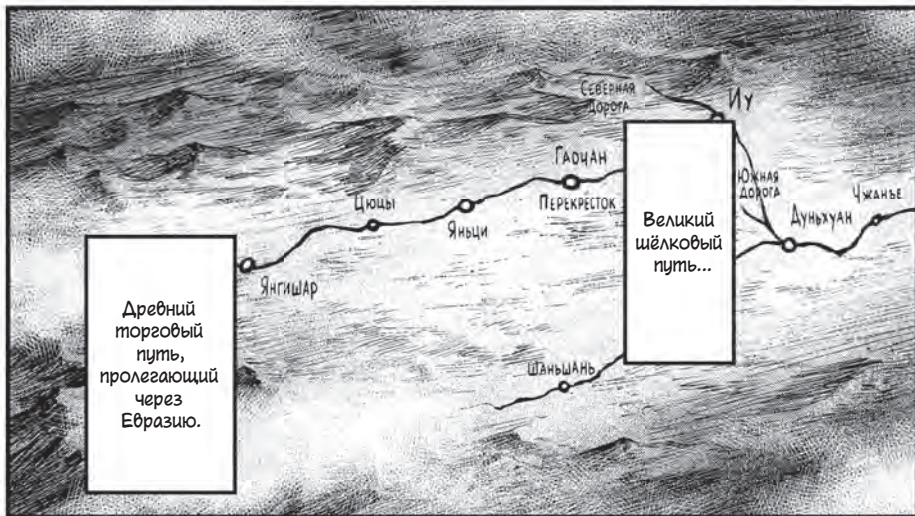 Северная
дорога
Иу
Гаочан
Перекрёсток
Великий
шёлковый
путь...
Южная
дорога
Дуньхуан
Чжанъе
Цюцы
Яньци
Янгишар
Древний
торговый
путь,
пролегающий
через
Евразию.
Шаньшань